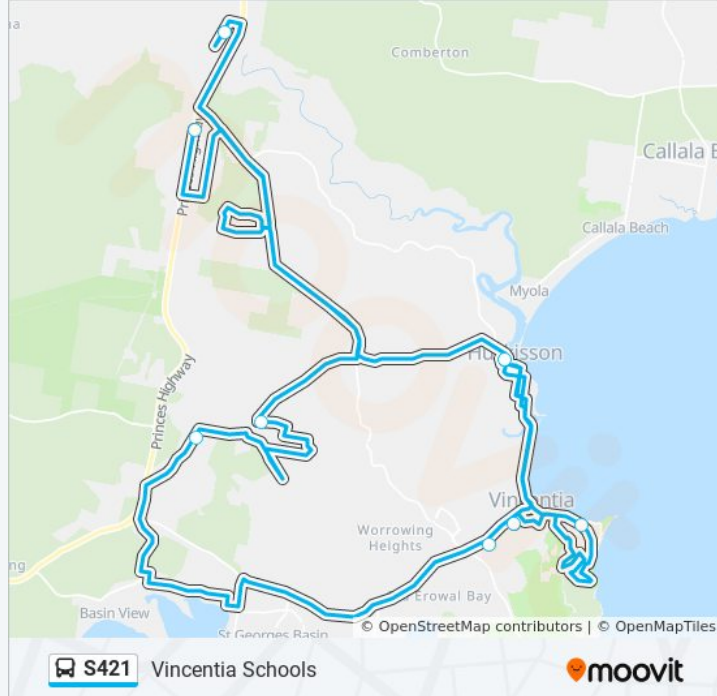 Comberton
Callala B
Callala Beach
Myola
Huskisson
Princes Highway
Vincentia
Worrowing
Heights
Erowal Bay
Basin View
St Georges Basin
© OpenStreetMap contributors | © OpenMapTiles
S421 Vincentia Schools
moovit